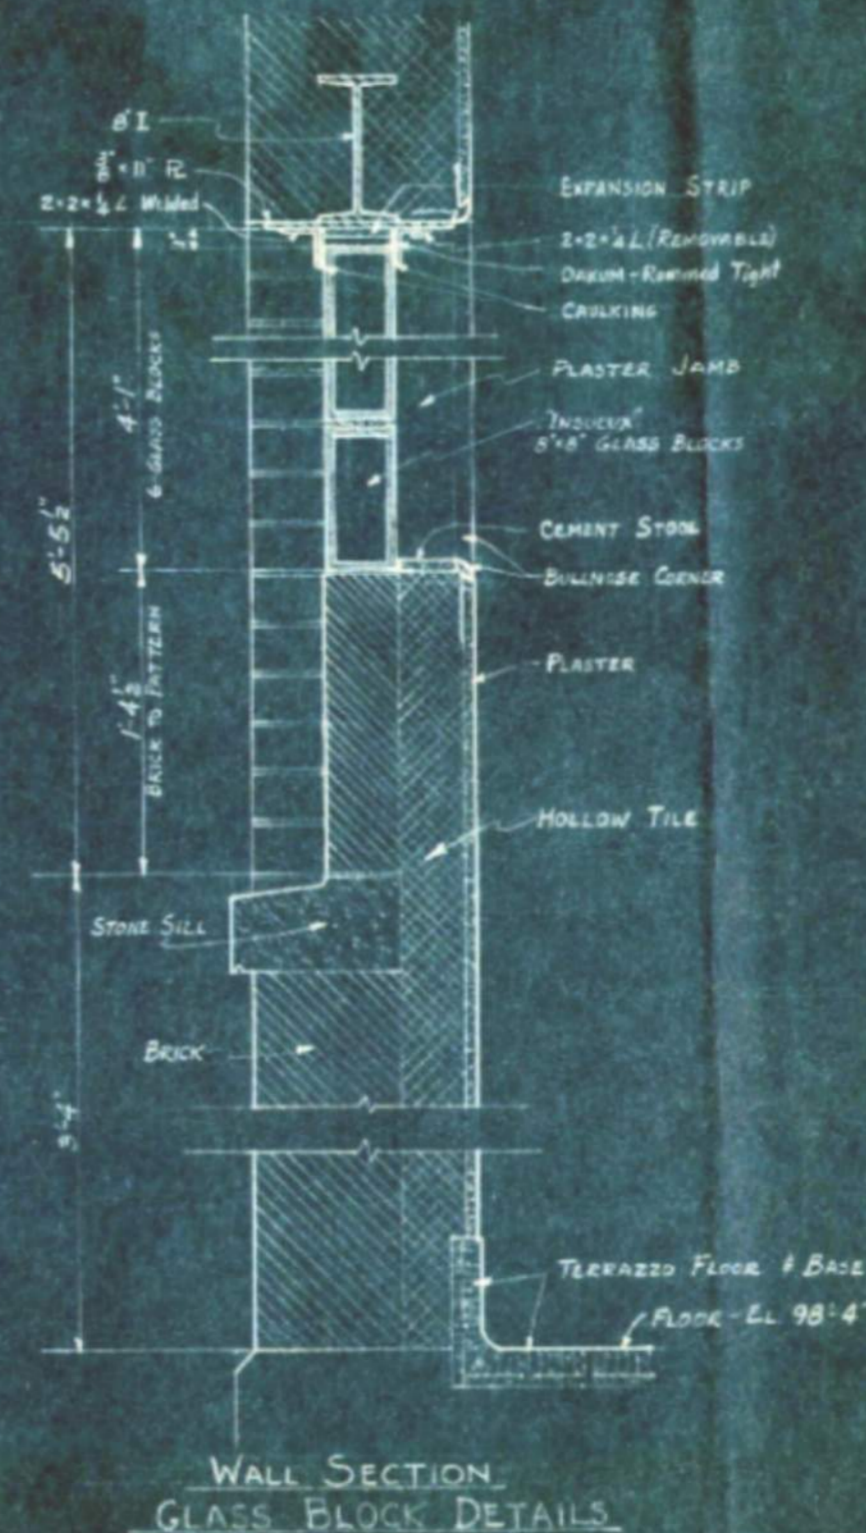 8" I
3/8" × 11" PL
2×2×1/4 L Welded
EXPANSION STRIP
2×2×1/4 L (REMOVABLE)
OAKUM-Rammed Tight
CAULKING
PLASTER JAMB
"INSULUX"
8"×8" GLASS BLOCKS
CEMENT STOOL
BULLNOSE CORNER
PLASTER
HOLLOW TILE
4'-1"
6-GLASS BLOCKS
5'-5 1/2"
1'-4 1/2"
BRICK TO PATTERN
STONE SILL
BRICK
TERRAZZO FLOOR & BASE
FLOOR-EL 98'-4
WALL SECTION
GLASS BLOCK DETAILS